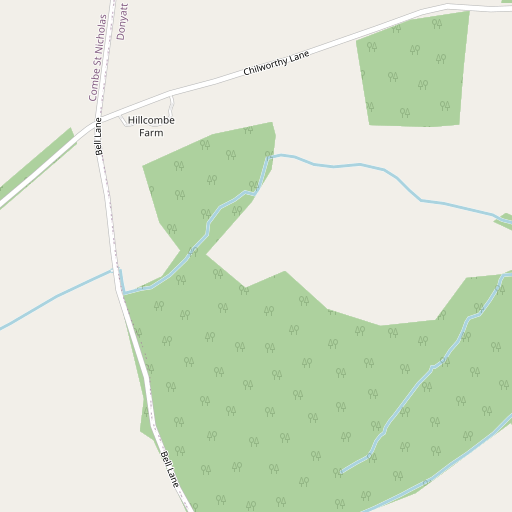 Combe St Nicholas
Donyatt
Chilworthy Lane
Hillcombe
Farm
Bell Lane
Bell Lane